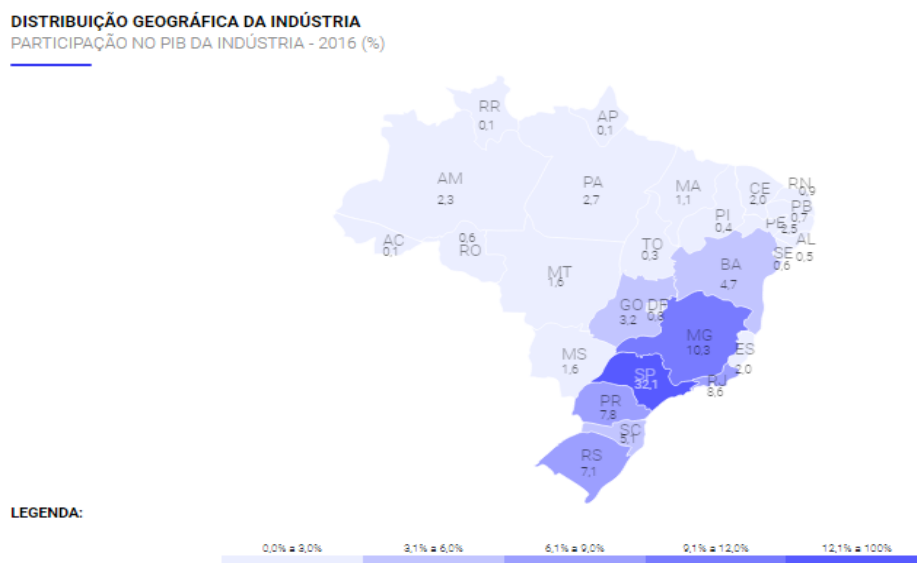 DISTRIBUIÇÃO GEOGRÁFICA DA INDÚSTRIA
PARTICIPAÇÃO NO PIB DA INDÚSTRIA - 2016 (%)
RR
0,1
AP
0,1
AM
2,3
PA
2,7
MA
1,1
CE
2,0
RN
0,9
PB
0,7
PI
0,4
PE
2,5
AL
0,5
SE
0,6
AC
0,1
0,6
RO
TO
0,3
BA
4,7
MT
1,6
GO
3,2
DF
0,8
MG
10,3
ES
2,0
MS
1,6
SP
32,1
RJ
8,6
PR
7,8
SC
5,1
RS
7,1
LEGENDA:
0,0% a 3,0% 3,1% a 6,0% 6,1% a 9,0% 9,1% a 12,0% 12,1% a 100%